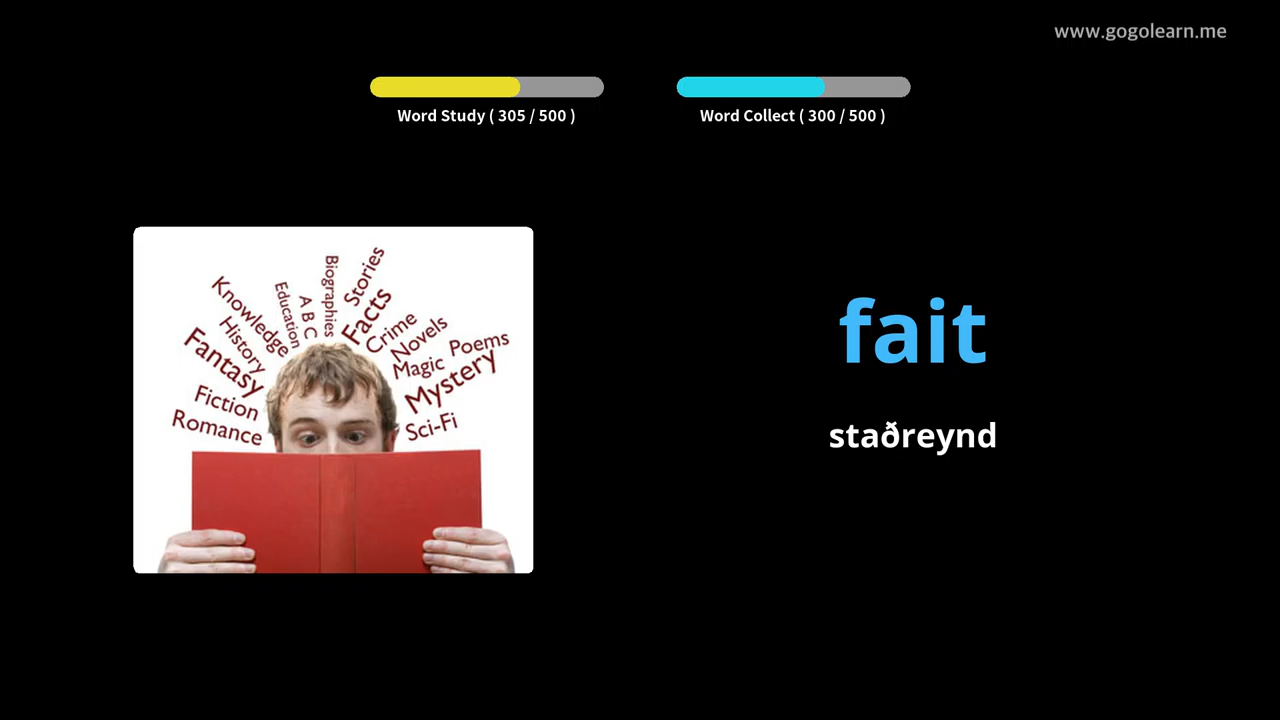 www.gogolearn.me
Word Study ( 305 / 500 )
Word Collect ( 300 / 500 )
Knowledge
Education
A B C
Biographies
Stories
Facts
Crime
Novels
Poems
Magic
Mystery
Sci-Fi
History
Fantasy
Fiction
Romance
fait
staðreynd